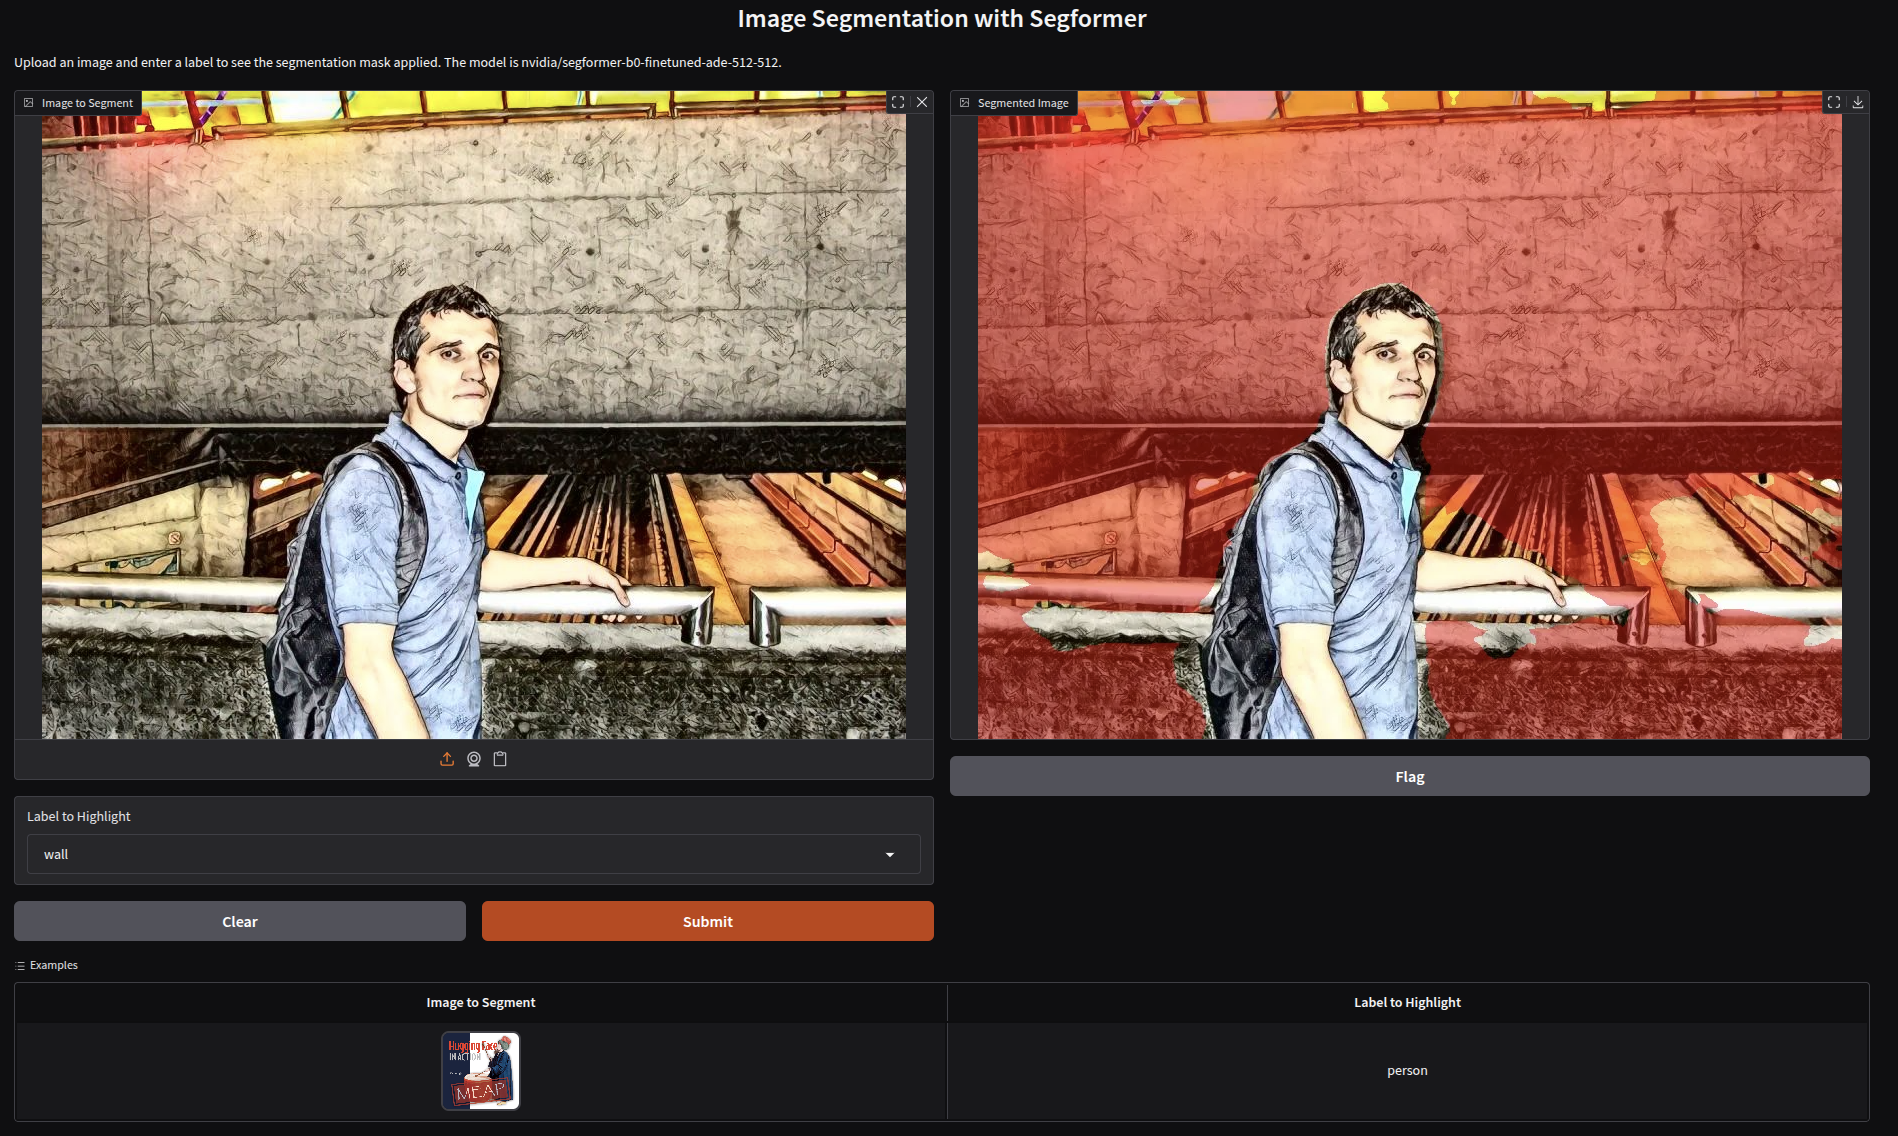 Image Segmentation with Segformer
Upload an image and enter a label to see the segmentation mask applied. The model is nvidia/segformer-b0-finetuned-ade-512-512.
Image to Segment
Segmented Image
S
S
Flag
Label to Highlight
wall
Clear
Submit
Examples
Image to Segment
Label to Highlight
Hugging Face
IN ACTION
MEAP
person